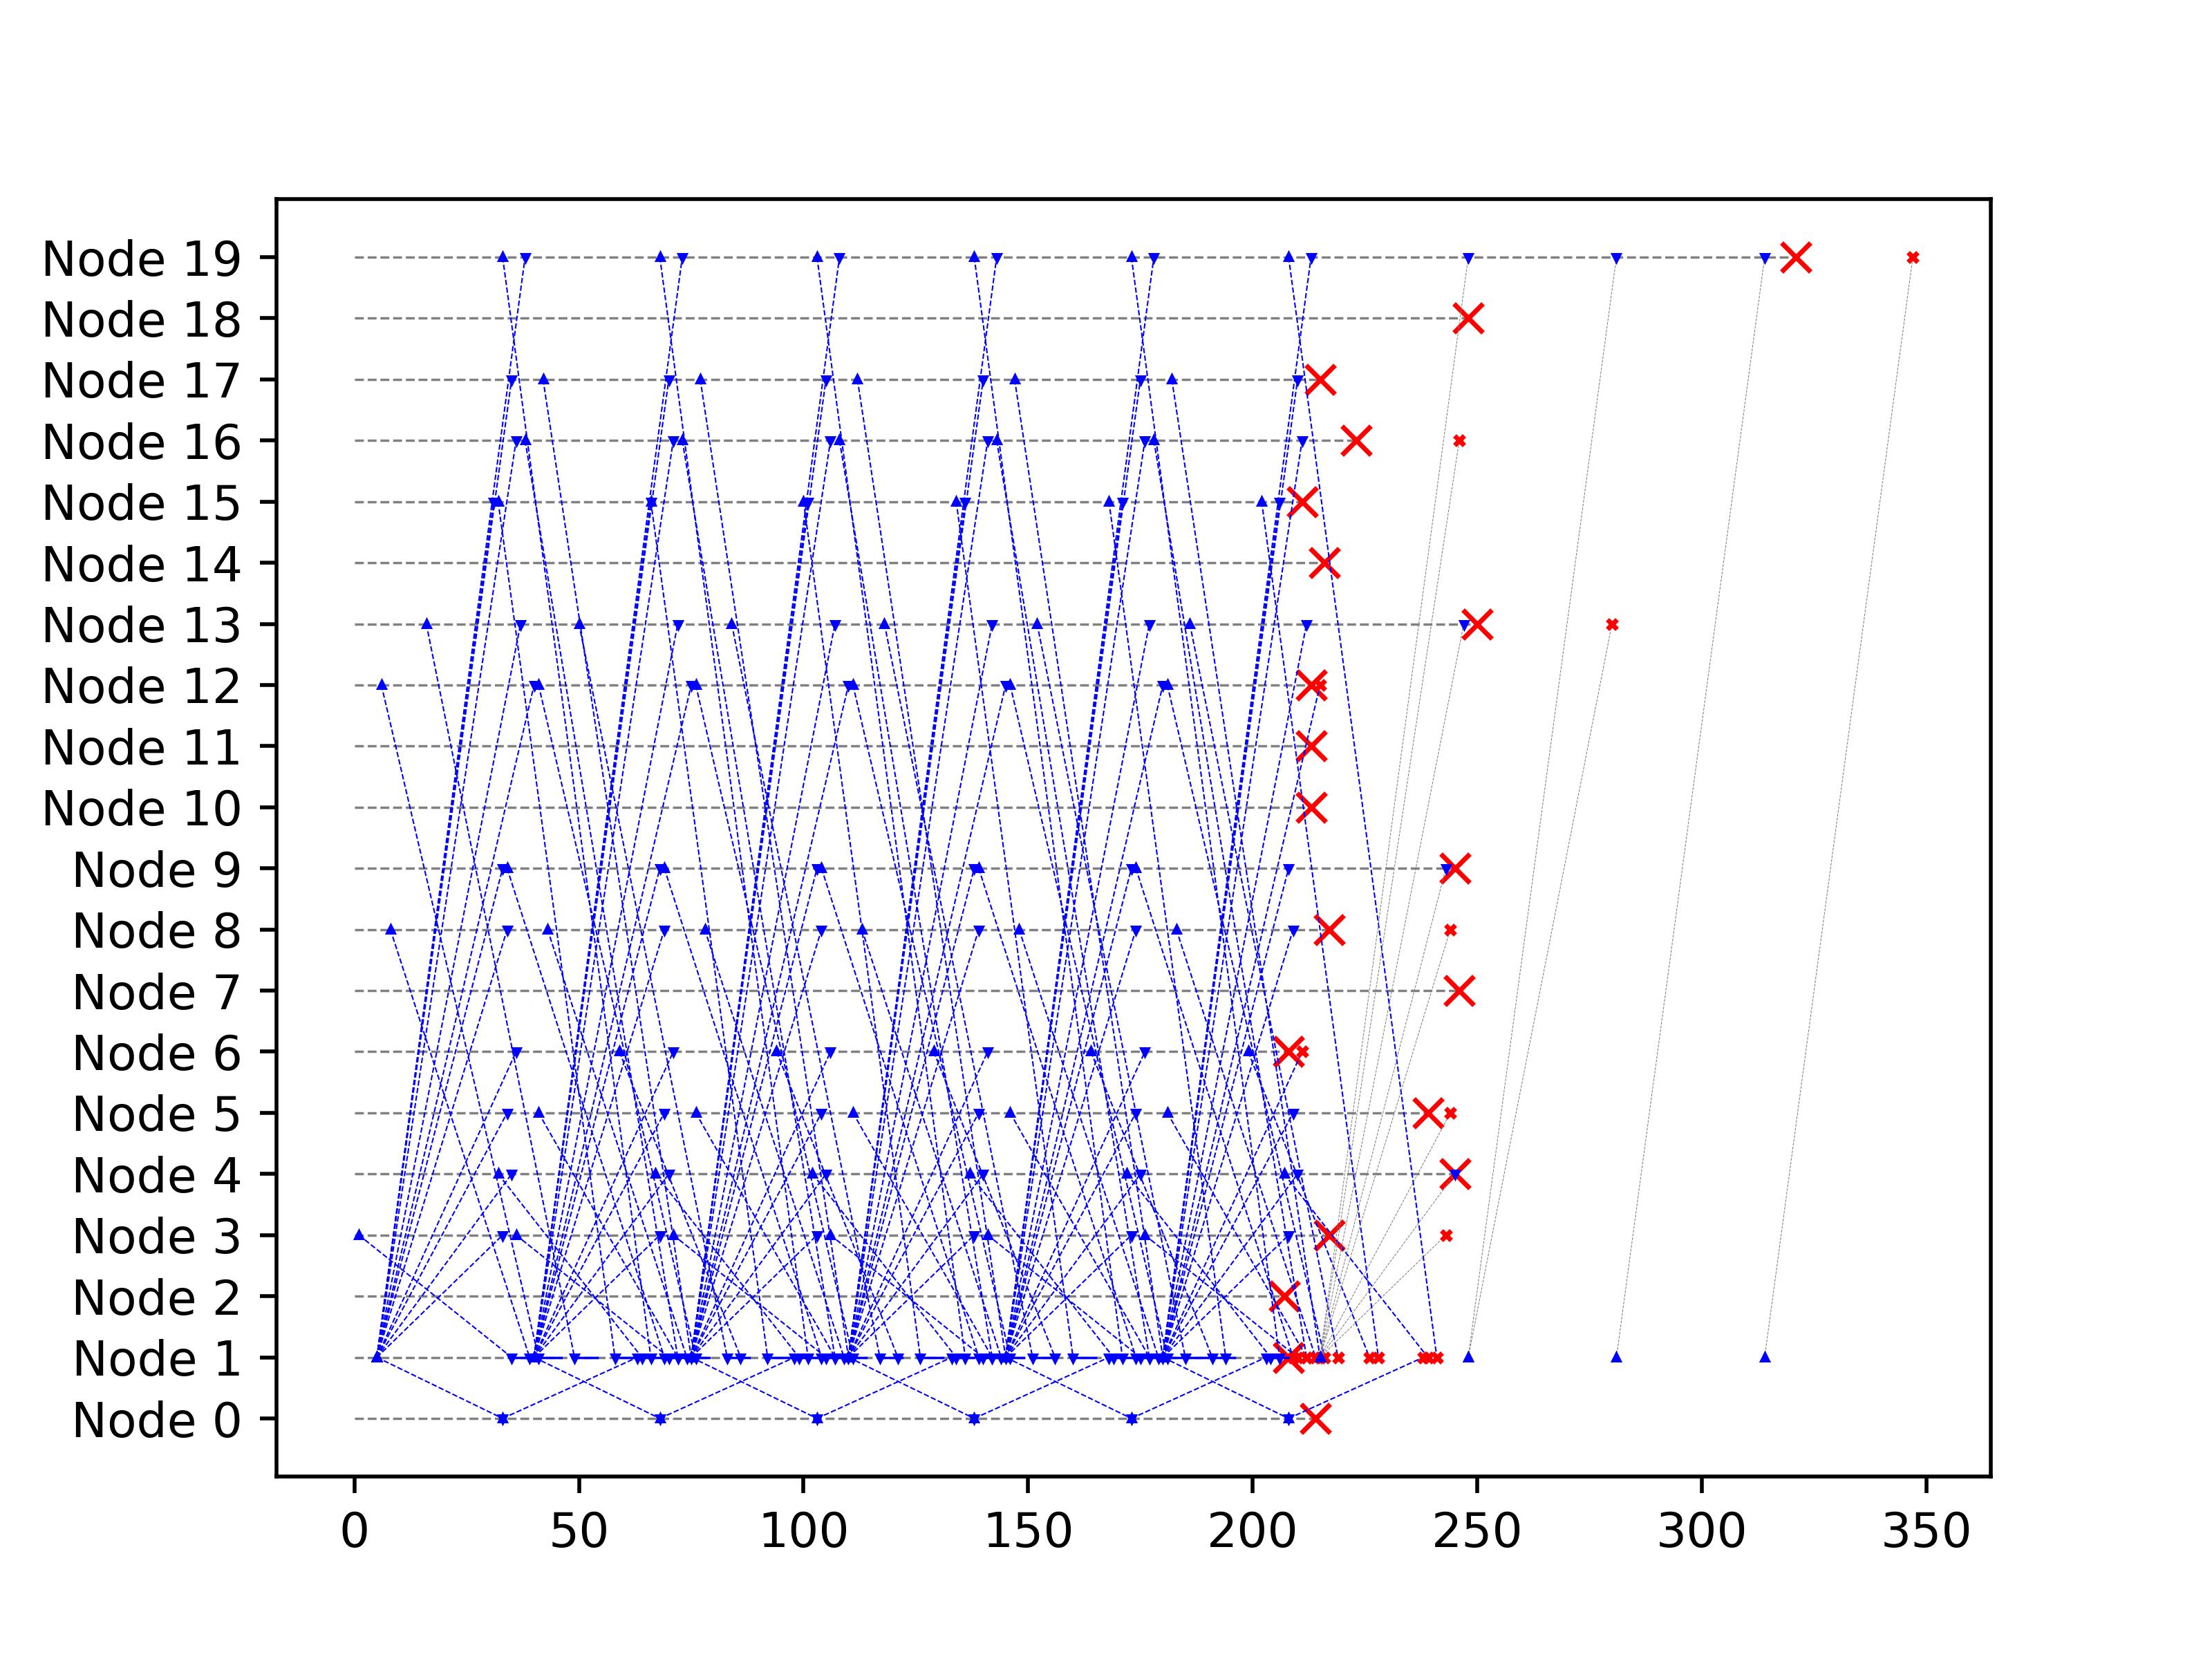 Node 19
Node 18
Node 17
Node 16
Node 15
Node 14
Node 13
Node 12
Node 11
Node 10
Node 9
Node 8
Node 7
Node 6
Node 5
Node 4
Node 3
Node 2
Node 1
Node 0
0 50 100 150 200 250 300 350